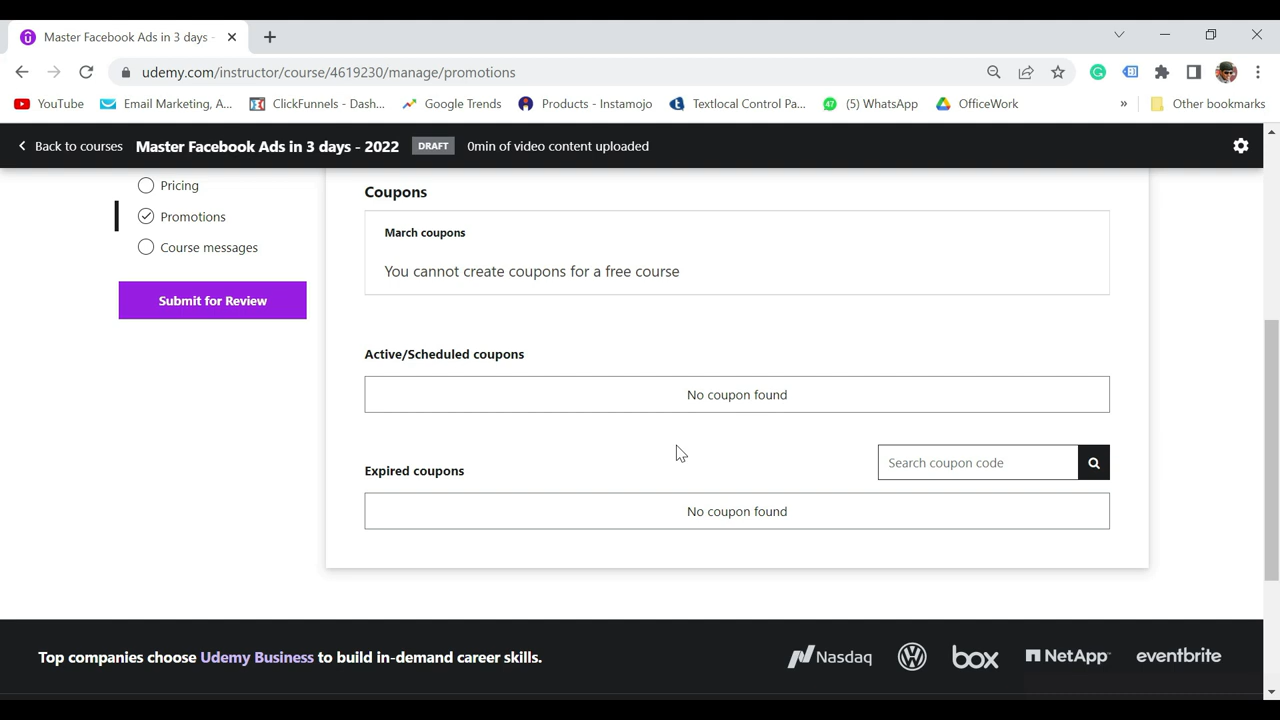 Master Facebook Ads in 3 days -
udemy.com/instructor/course/4619230/manage/promotions
YouTube Email Marketing, A... ClickFunnels - Dash... Google Trends Products - Instamojo Textlocal Control Pa... (5) WhatsApp OfficeWork » Other bookmarks
Back to courses Master Facebook Ads in 3 days - 2022 DRAFT 0min of video content uploaded
Pricing
Promotions
Course messages
Submit for Review
Coupons
March coupons
You cannot create coupons for a free course
Active/Scheduled coupons
No coupon found
Expired coupons
Search coupon code
No coupon found
Top companies choose Udemy Business to build in-demand career skills.
Nasdaq box NetApp eventbrite